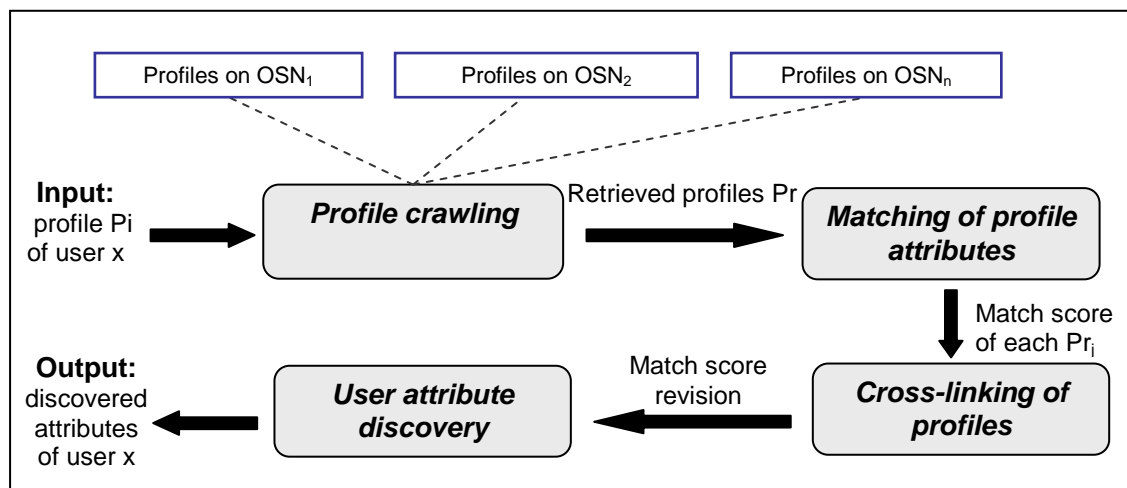 Profiles on OSN₁
Profiles on OSN₂
Profiles on OSNₙ
Input:
profile Pi
of user x
Profile crawling
Retrieved profiles Pr
Matching of profile
attributes
Match score
of each Prⱼ
Cross-linking of
profiles
Match score
revision
User attribute
discovery
Output:
discovered
attributes
of user x